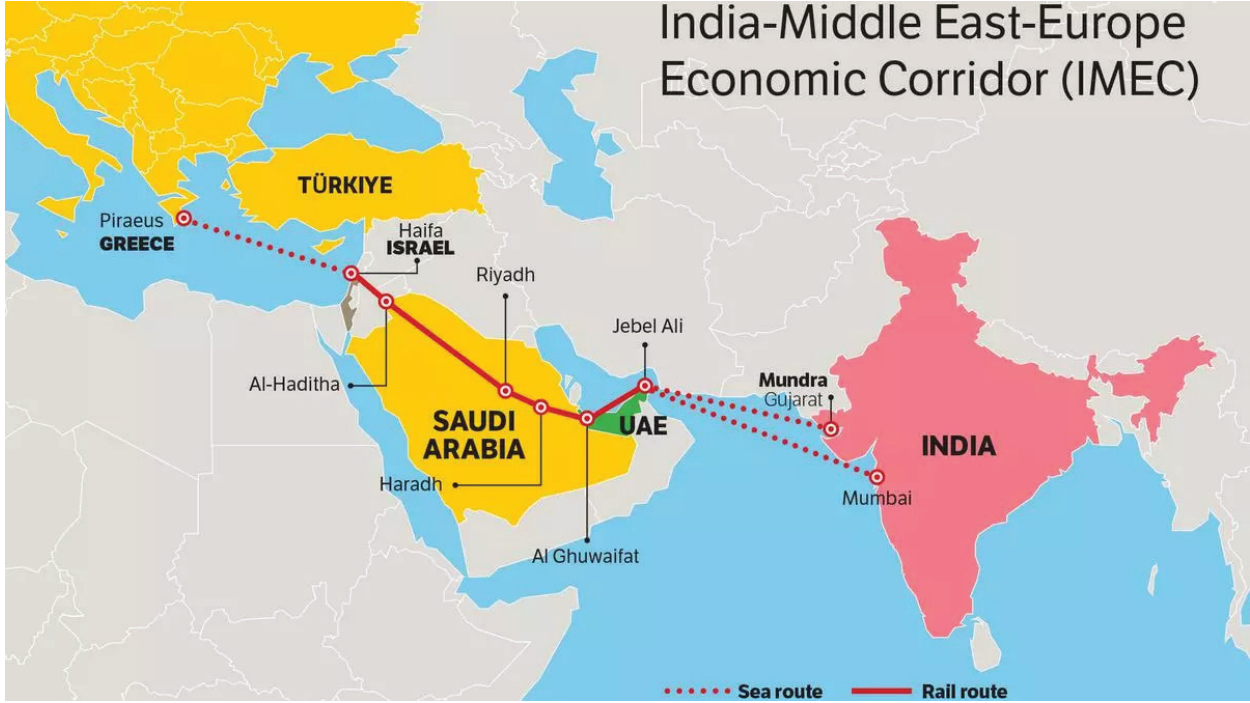 India-Middle East-Europe
Economic Corridor (IMEC)
TÜRKIYE
Piraeus
GREECE
Haifa
ISRAEL
Riyadh
Jebel Ali
Al-Haditha
Mundra
Gujarat
SAUDI
ARABIA
UAE
INDIA
Haradh
Mumbai
Al Ghuwaifat
Sea route
Rail route